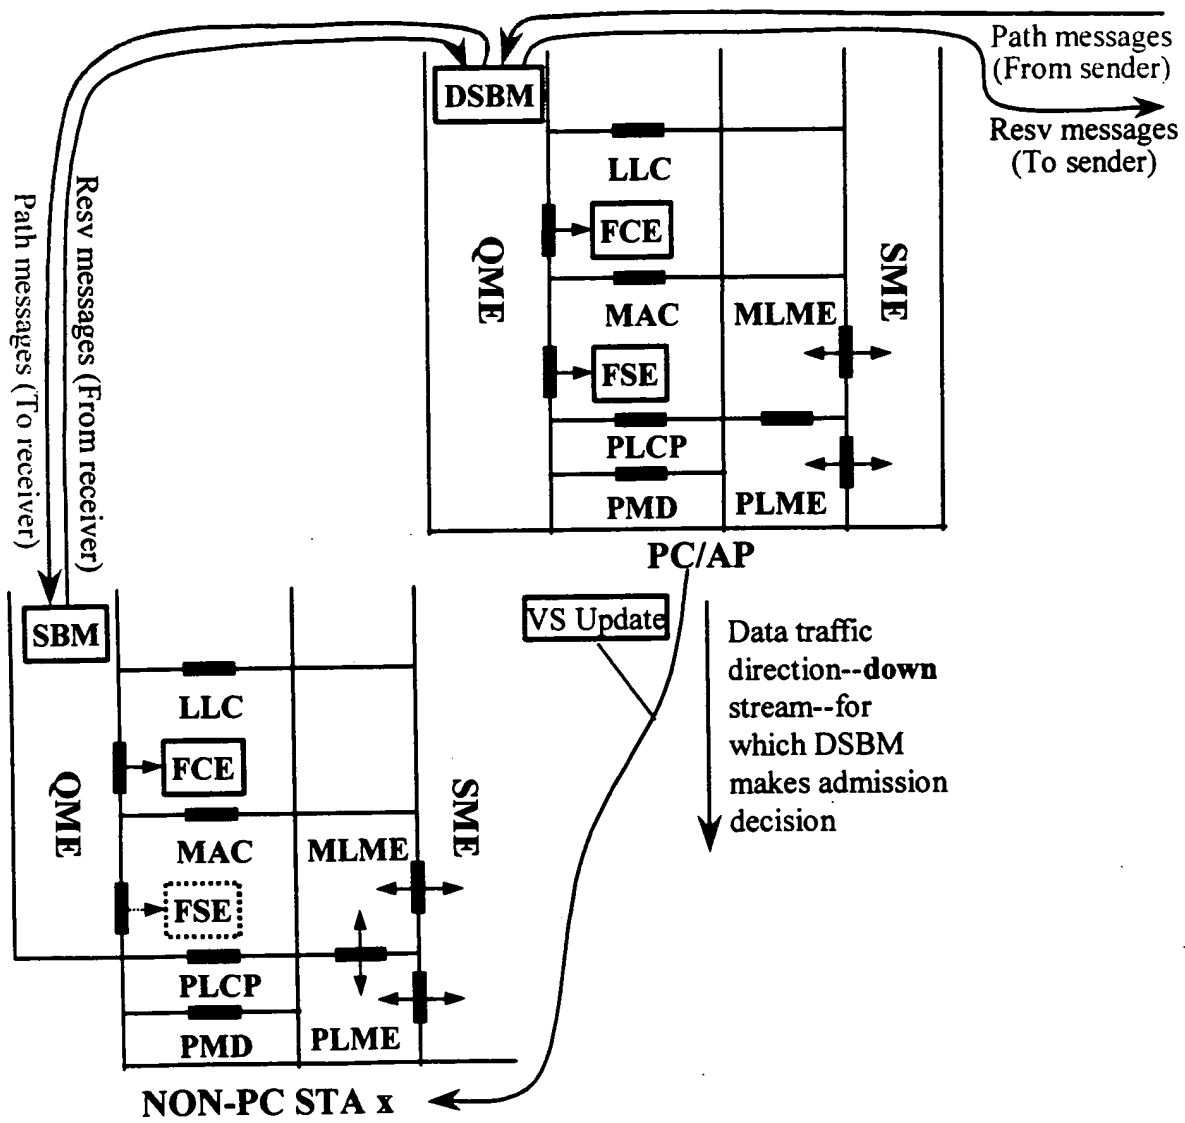 Path messages
(From sender)
Resv messages
(To sender)
DSBM
LLC
FCE
QME
SME
MAC
MLME
FSE
PLCP
PMD
PLME
PC/AP
Path messages (To receiver)
Resv messages (From receiver)
VS Update
Data traffic
direction--down
stream--for
which DSBM
makes admission
decision
SBM
LLC
FCE
QME
SME
MAC
MLME
FSE
PLCP
PMD
PLME
NON-PC STA x